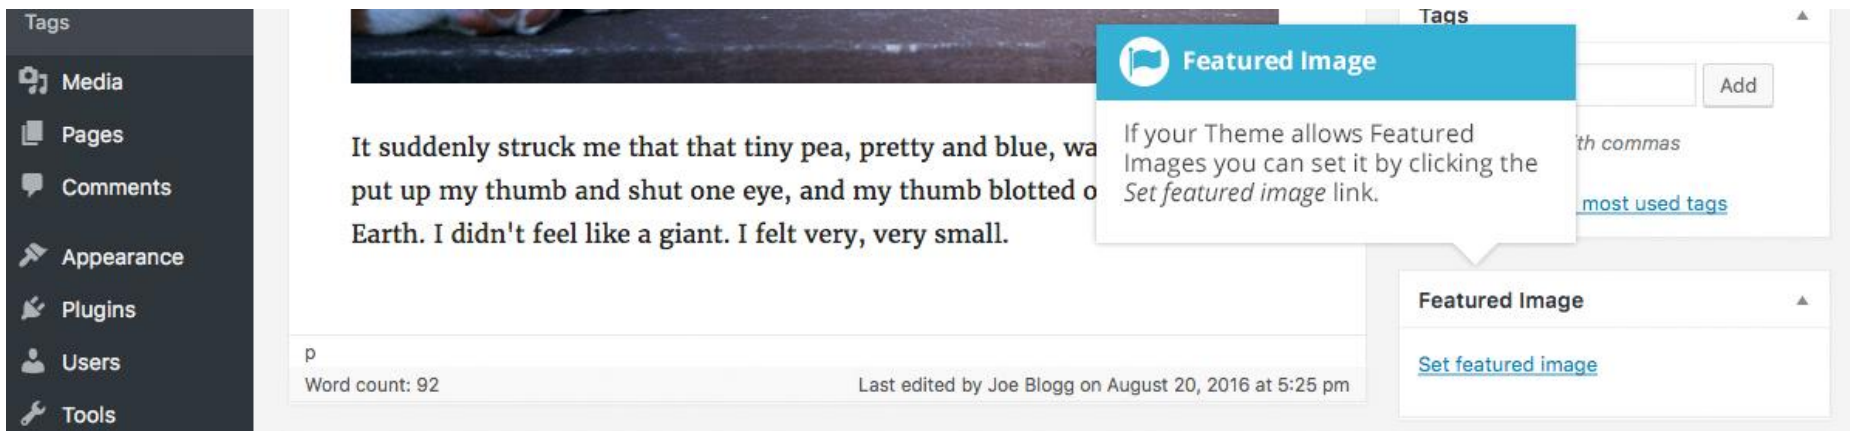 Tags
Media
Pages
Comments
Appearance
Plugins
Users
Tools
It suddenly struck me that that tiny pea, pretty and blue, wa
put up my thumb and shut one eye, and my thumb blotted o
Earth. I didn't feel like a giant. I felt very, very small.
p
Word count: 92
Last edited by Joe Blogg on August 20, 2016 at 5:25 pm
Featured Image
If your Theme allows Featured
Images you can set it by clicking the
Set featured image link.
Tags
Add
th commas
most used tags
Featured Image
Set featured image